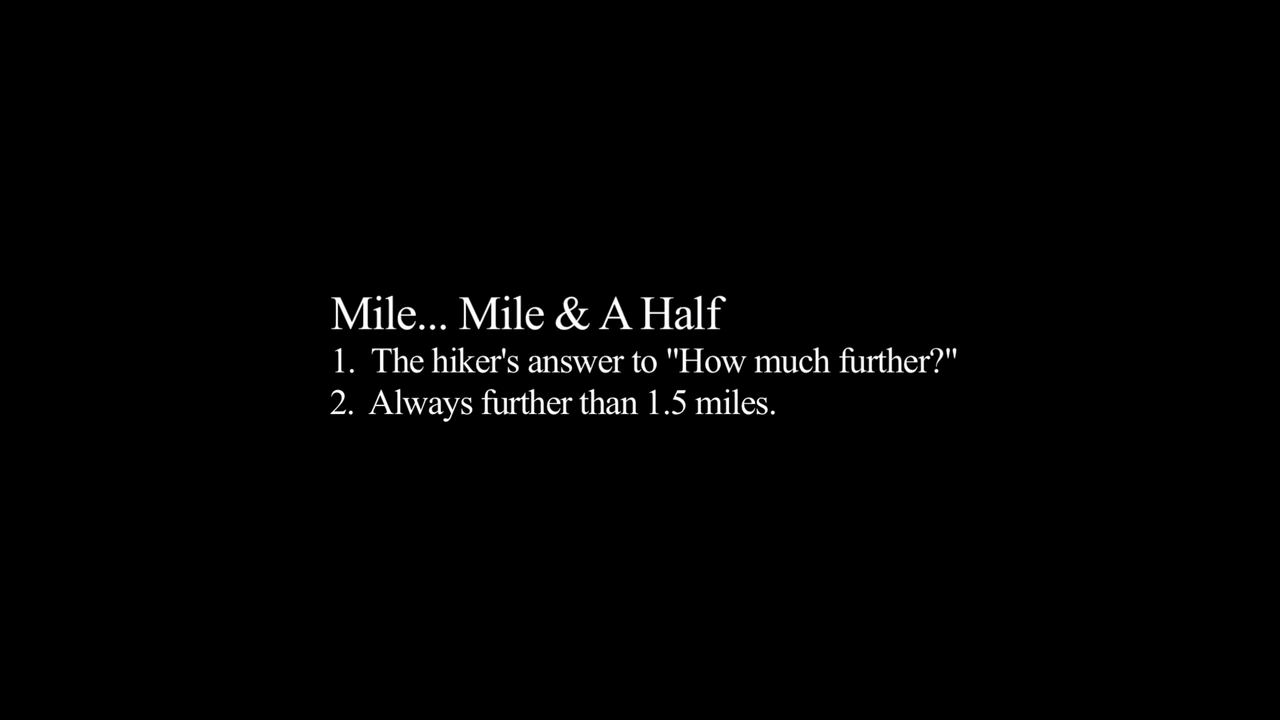 Mile... Mile & A Half
1. The hiker's answer to "How much further?"
2. Always further than 1.5 miles.